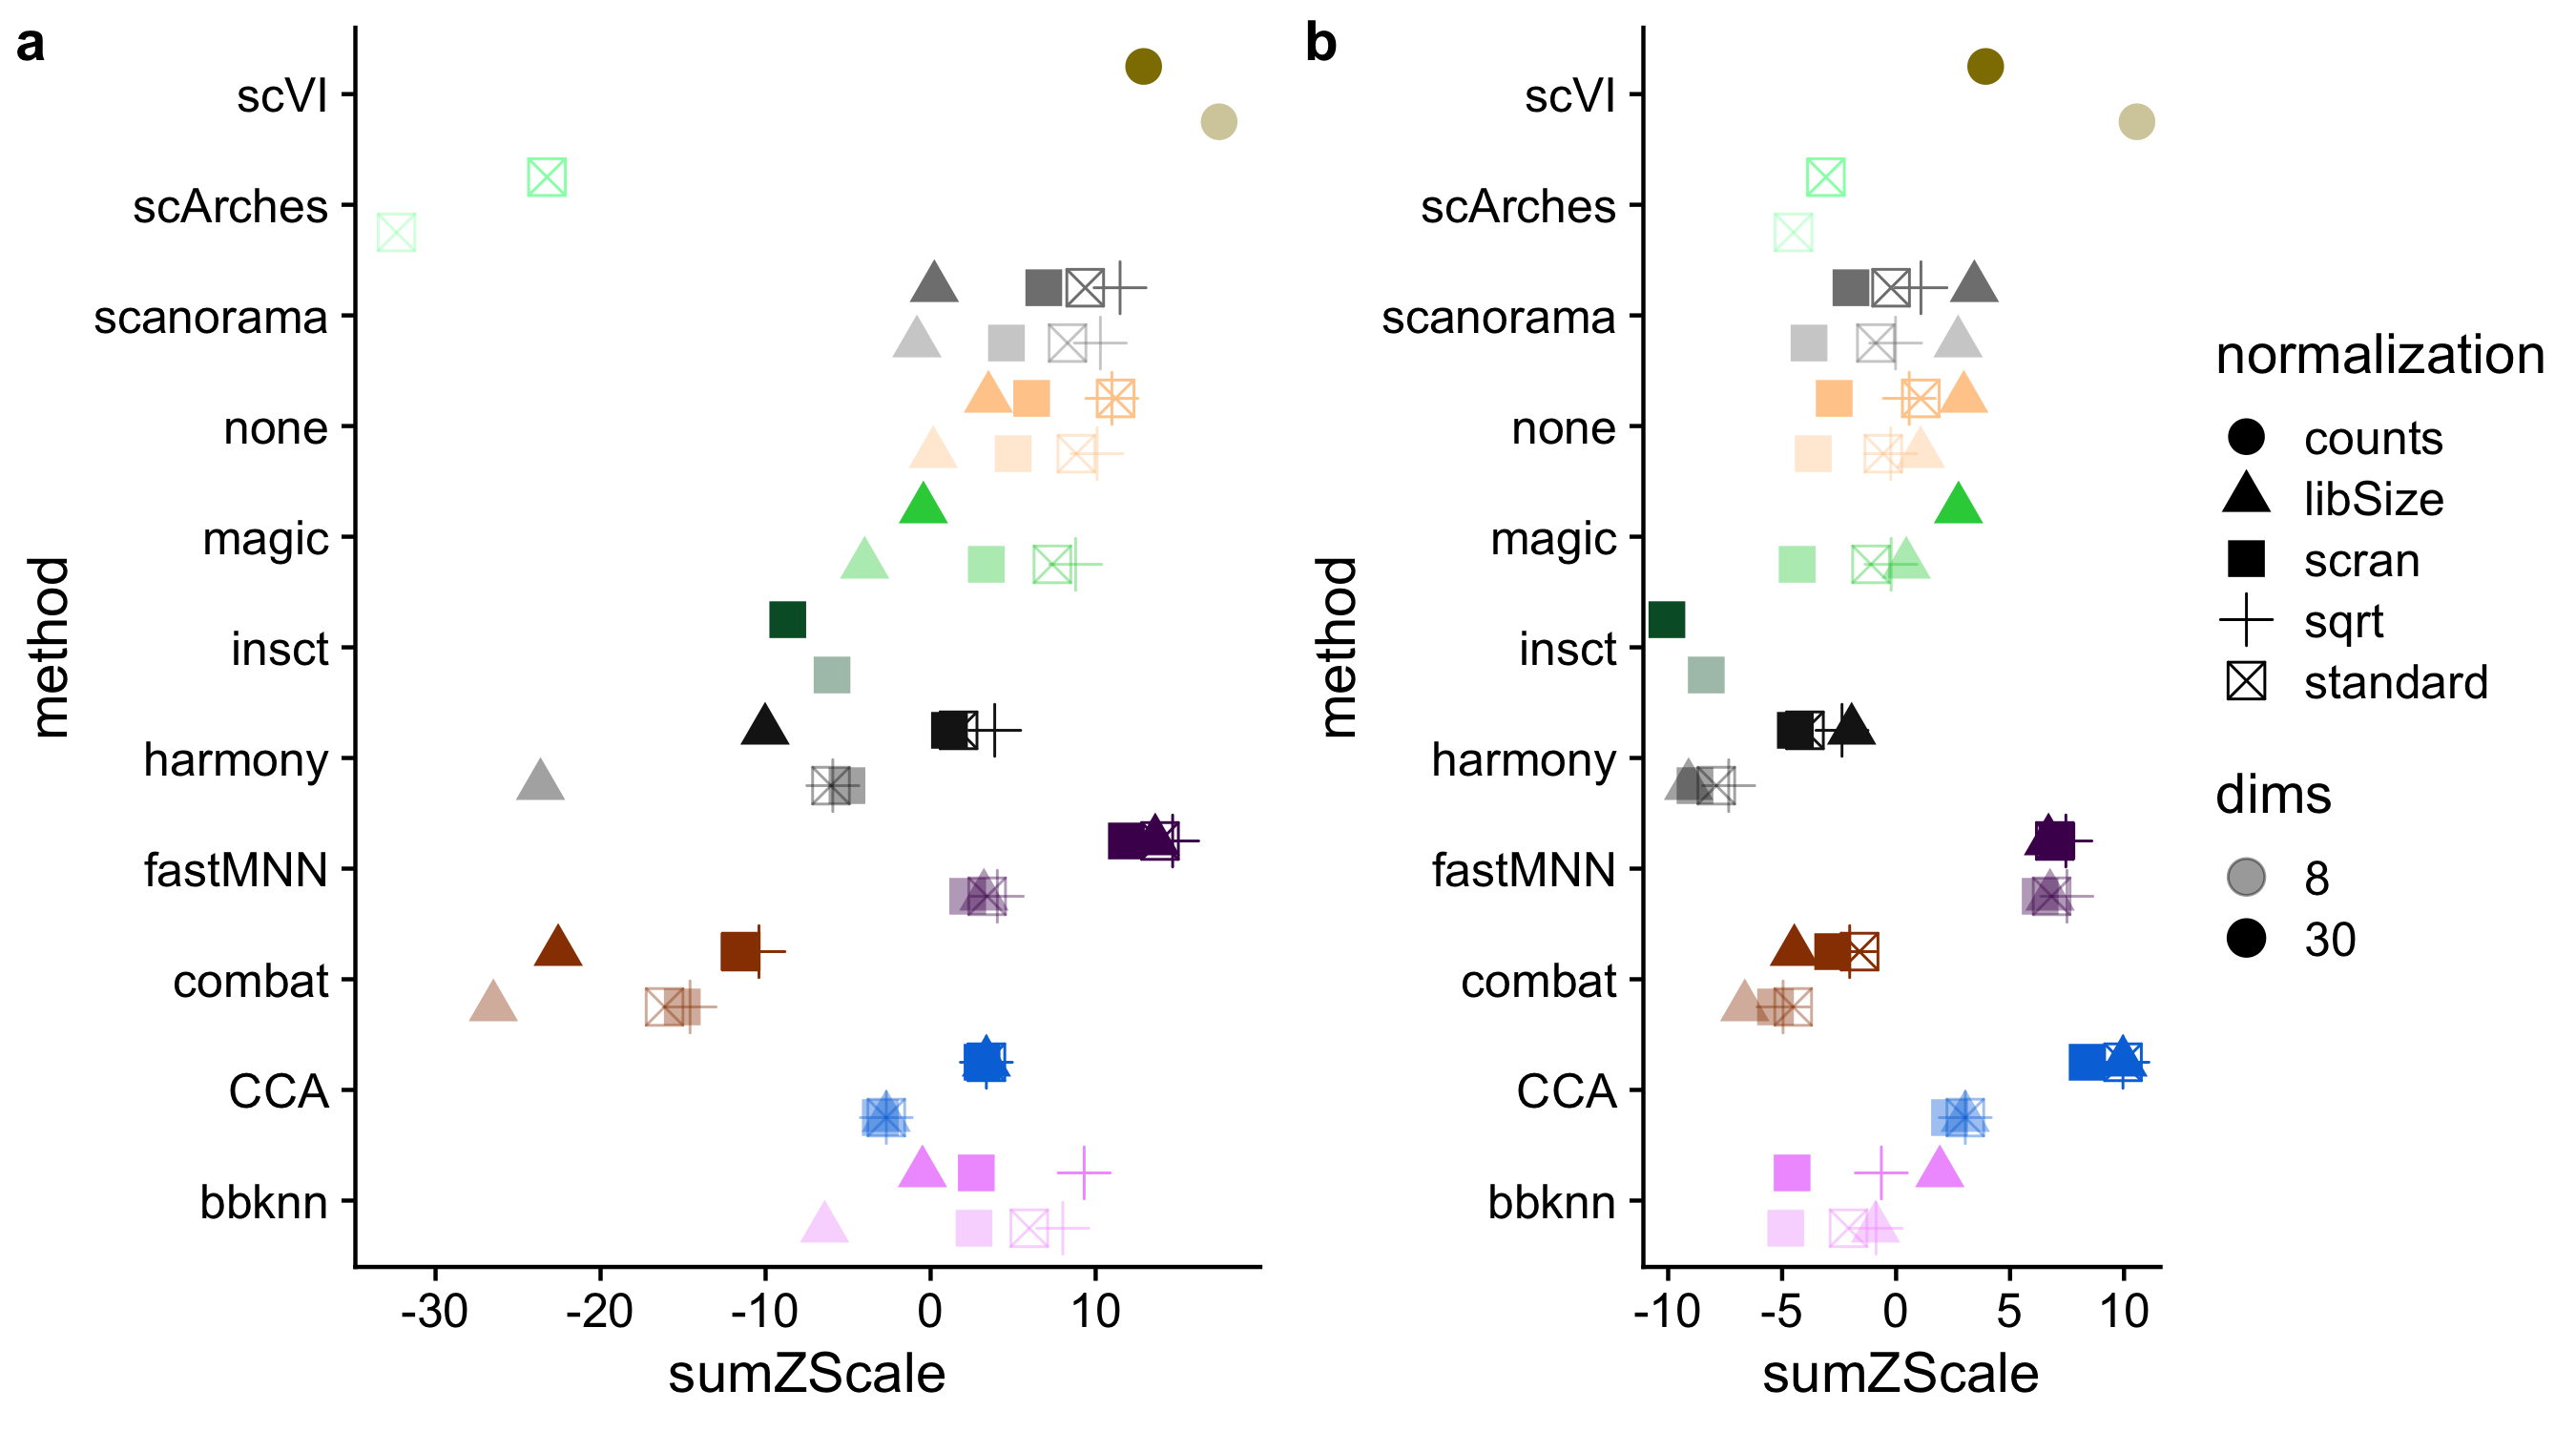 a
scVI
scArches
scanorama
none
magic
insct
harmony
fastMNN
combat
CCA
bbknn
method
-30 -20 -10 0 10
sumZScale
b
scVI
scArches
scanorama
none
magic
insct
harmony
fastMNN
combat
CCA
bbknn
method
-10 -5 0 5 10
sumZScale
normalization
counts
libSize
scran
sqrt
standard
dims
8
30